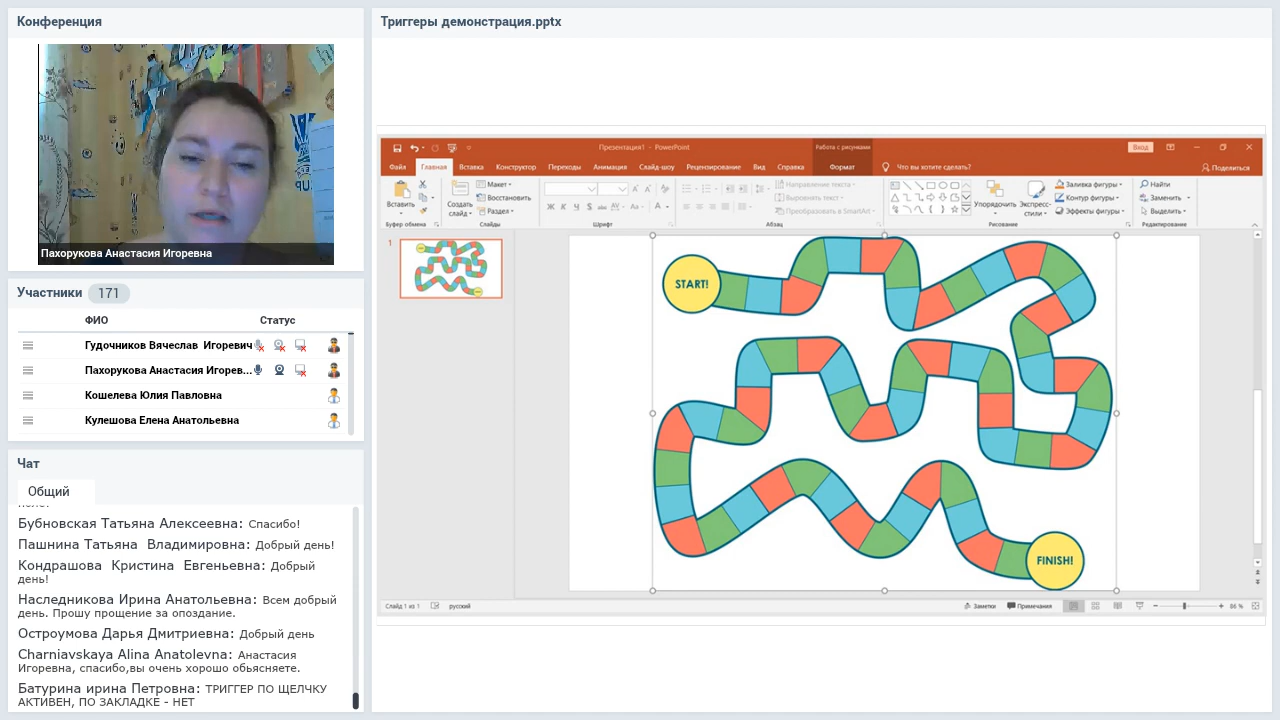 Конференция
Пахорукова Анастасия Игоревна
Участники 171
ФИО Статус
Гудочников Вячеслав Игоревич
Пахорукова Анастасия Игорев...
Кошелева Юлия Павловна
Кулешова Елена Анатольевна
Чат
Общий
Бубновская Татьяна Алексеевна: Спасибо!
Пашнина Татьяна Владимировна: Добрый день!
Кондрашова Кристина Евгеньевна: Добрый
день!
Наследникова Ирина Анатольевна: Всем добрый
день. Прошу прощение за опоздание.
Остроумова Дарья Дмитриевна: Добрый день
Charniavskaya Alina Anatolevna: Анастасия
Игоревна, спасибо,вы очень хорошо обьясняете.
Батурина ирина Петровна: ТРИГГЕР ПО ЩЕЛЧКУ
АКТИВЕН, ПО ЗАКЛАДКЕ - НЕТ
Триггеры демонстрация.pptx
Презентация1 - PowerPoint
Работа с рисунками
Вход
Файл Главная Вставка Конструктор Переходы Анимация Слайд-шоу Рецензирование Вид Справка Формат Что вы хотите сделать? Поделиться
Вставить
Буфер обмена
Создать слайд
Макет
Восстановить
Раздел
Слайды
Ж К Ч S abc AV Aa A
Шрифт
Направление текста
Выровнять текст
Преобразовать в SmartArt
Абзац
Упорядочить
Экспресс-стили
Заливка фигуры
Контур фигуры
Эффекты фигуры
Рисование
Найти
Заменить
Выделить
Редактирование
1
START!
FINISH!
Слайд 1 из 1 русский Заметки Примечания 86 %